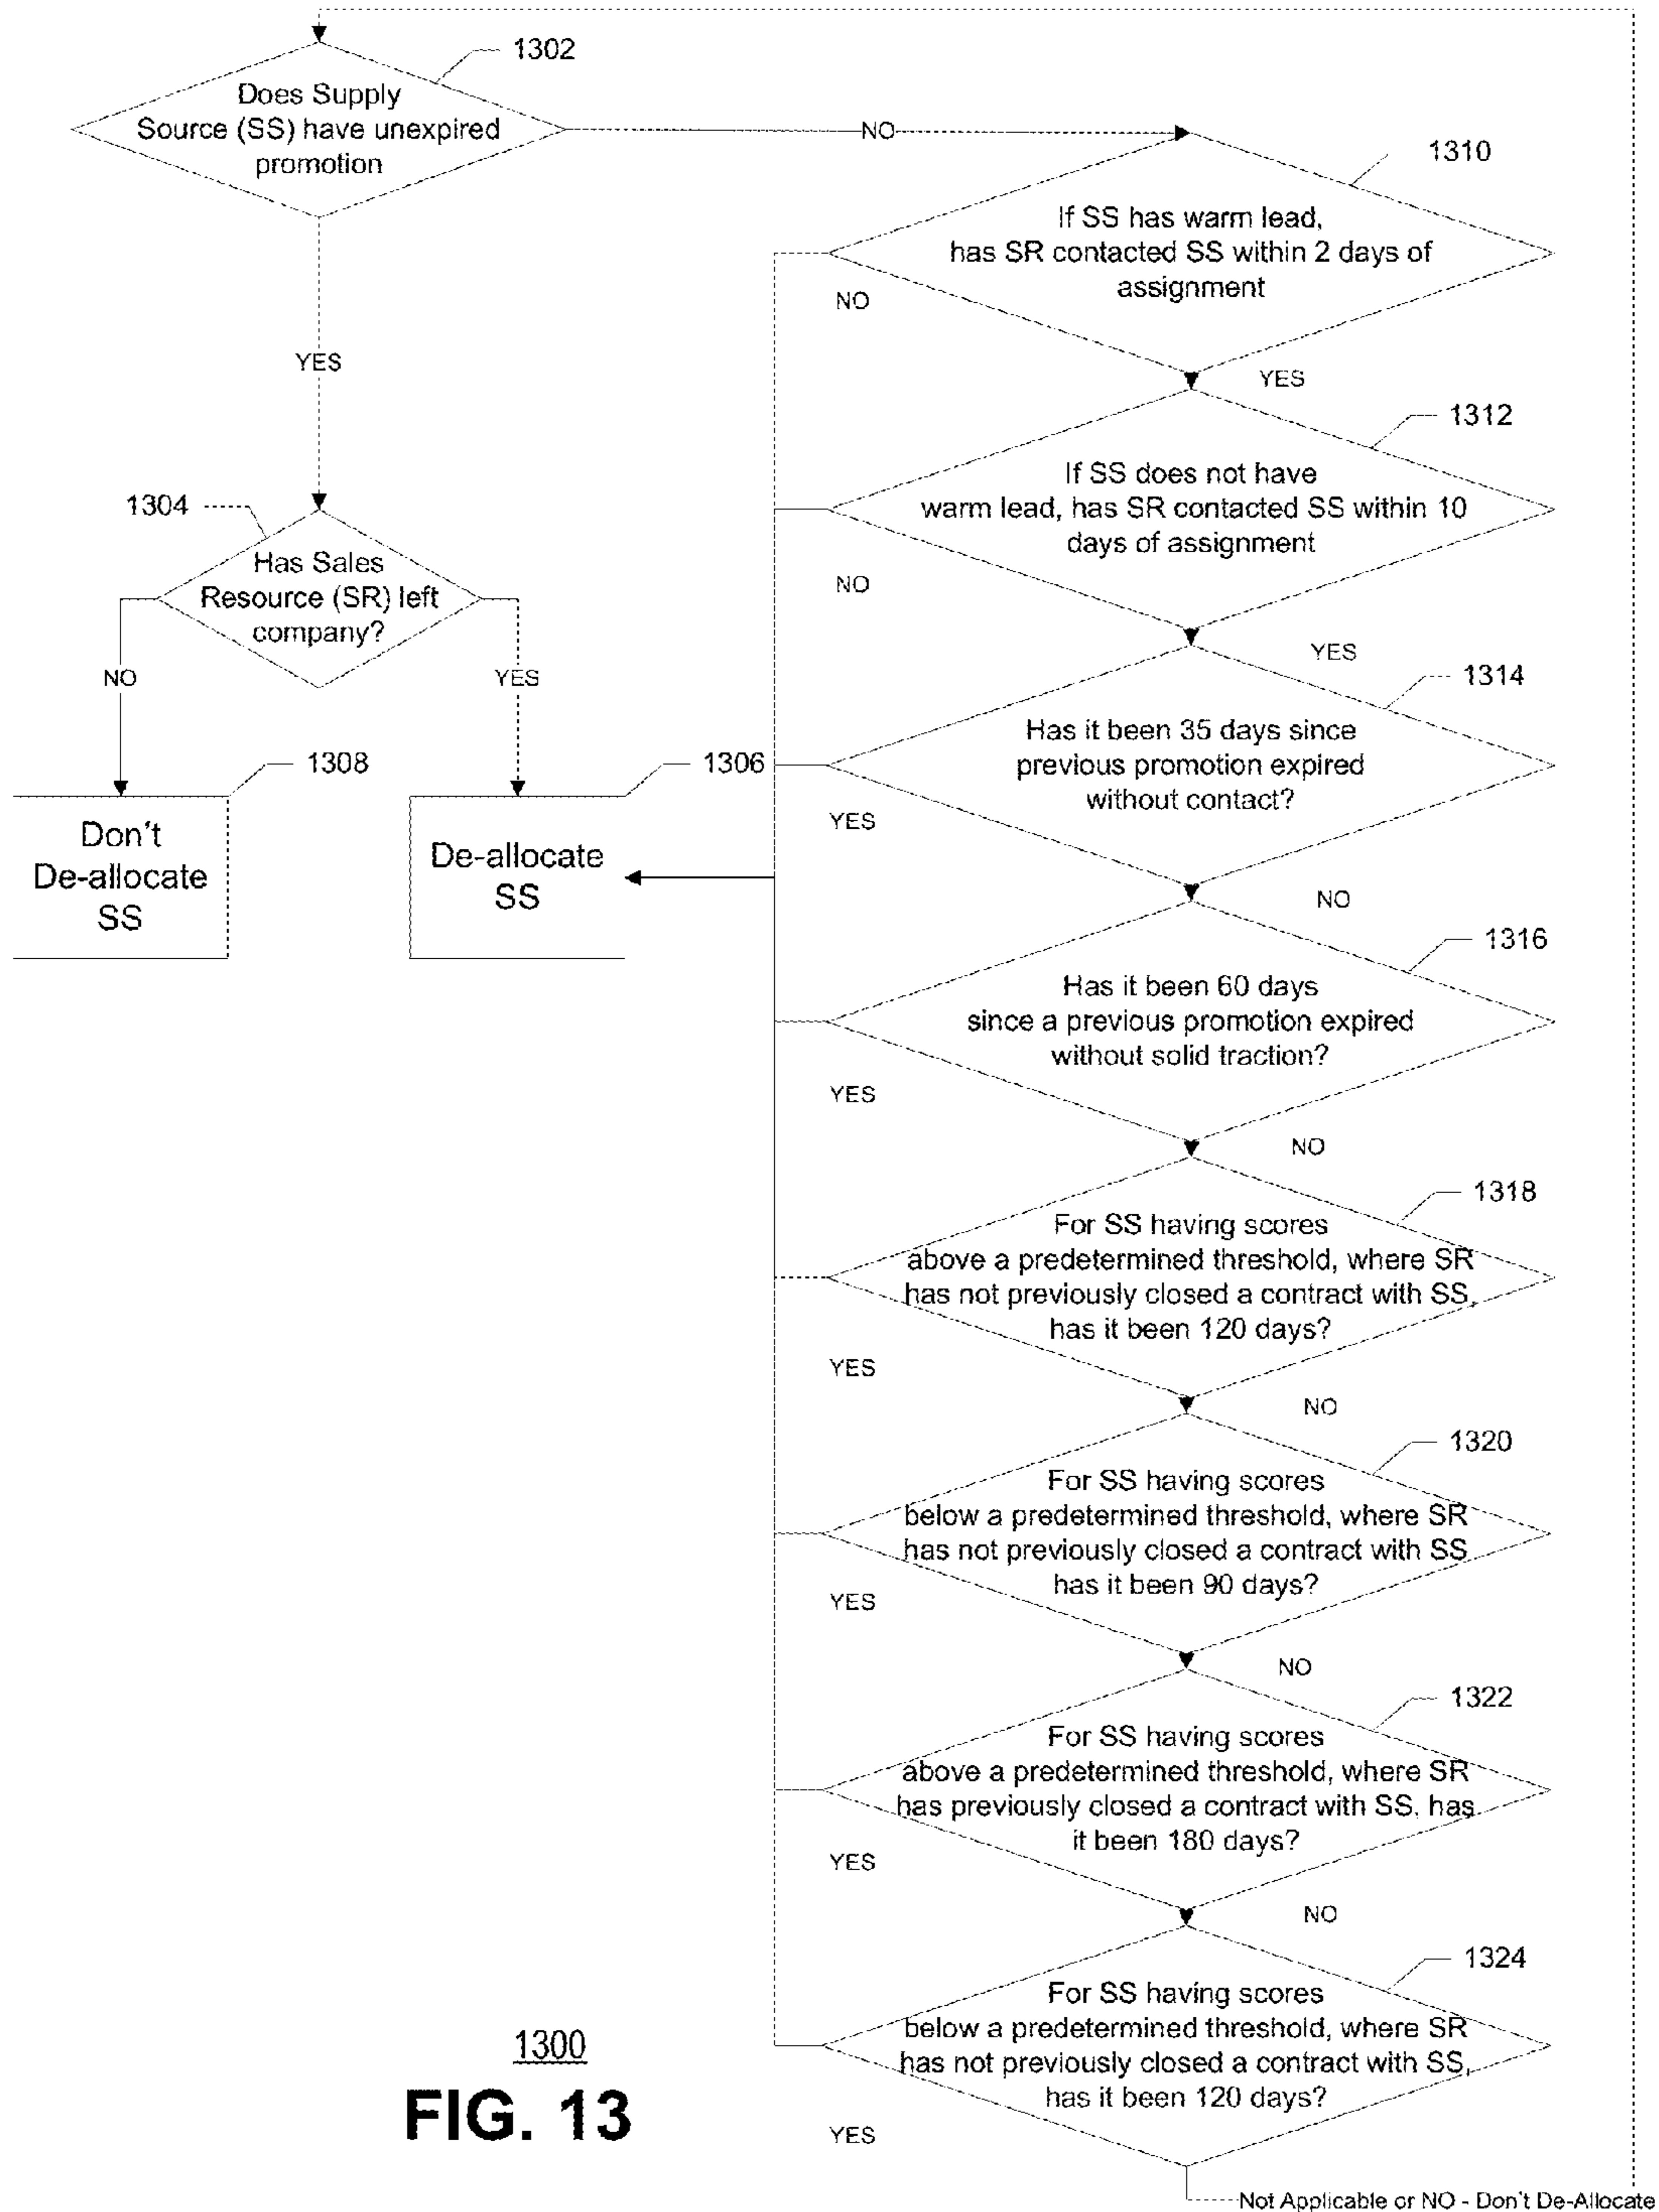 1302
Does Supply
Source (SS) have unexpired
promotion
NO
YES
1304
Has Sales
Resource (SR) left
company?
NO
YES
1308
Don't
De-allocate
SS
1306
De-allocate
SS
1310
If SS has warm lead,
has SR contacted SS within 2 days of
assignment
NO
YES
1312
If SS does not have
warm lead, has SR contacted SS within 10
days of assignment
NO
YES
1314
Has it been 35 days since
previous promotion expired
without contact?
YES
NO
1316
Has it been 60 days
since a previous promotion expired
without solid traction?
YES
NO
1318
For SS having scores
above a predetermined threshold, where SR
has not previously closed a contract with SS,
has it been 120 days?
YES
NO
1320
For SS having scores
below a predetermined threshold, where SR
has not previously closed a contract with SS
has it been 90 days?
YES
NO
1322
For SS having scores
above a predetermined threshold, where SR
has previously closed a contract with SS, has
it been 180 days?
YES
NO
1324
For SS having scores
below a predetermined threshold, where SR
has not previously closed a contract with SS,
has it been 120 days?
YES
Not Applicable or NO - Don't De-Allocate
1300
FIG. 13